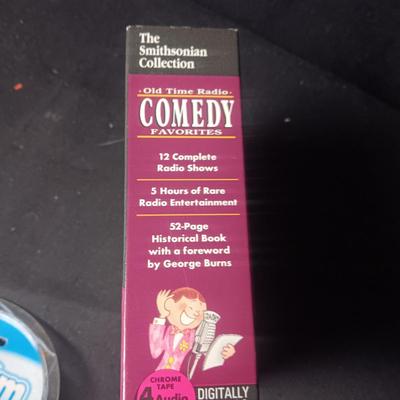 The
Smithsonian
Collection
· Old Time Radio ·
COMEDY
FAVORITES
12 Complete
Radio Shows
5 Hours of Rare
Radio Entertainment
52-Page
Historical Book
with a foreword
by George Burns
CHROME
TAPE
4 Audio
DIGITALLY